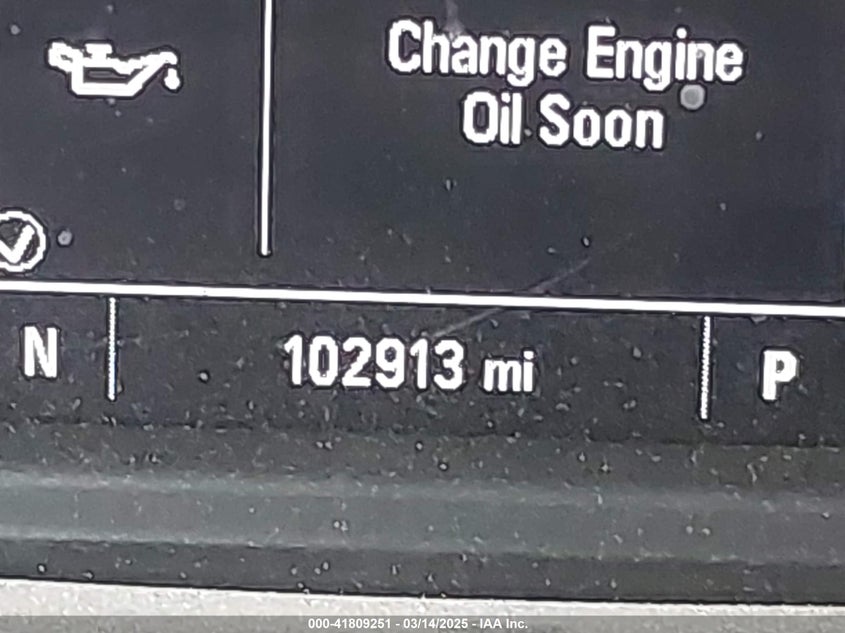 Change Engine
Oil Soon
N 102913 mi P
000-41809251 - 03/14/2025 - IAA Inc.